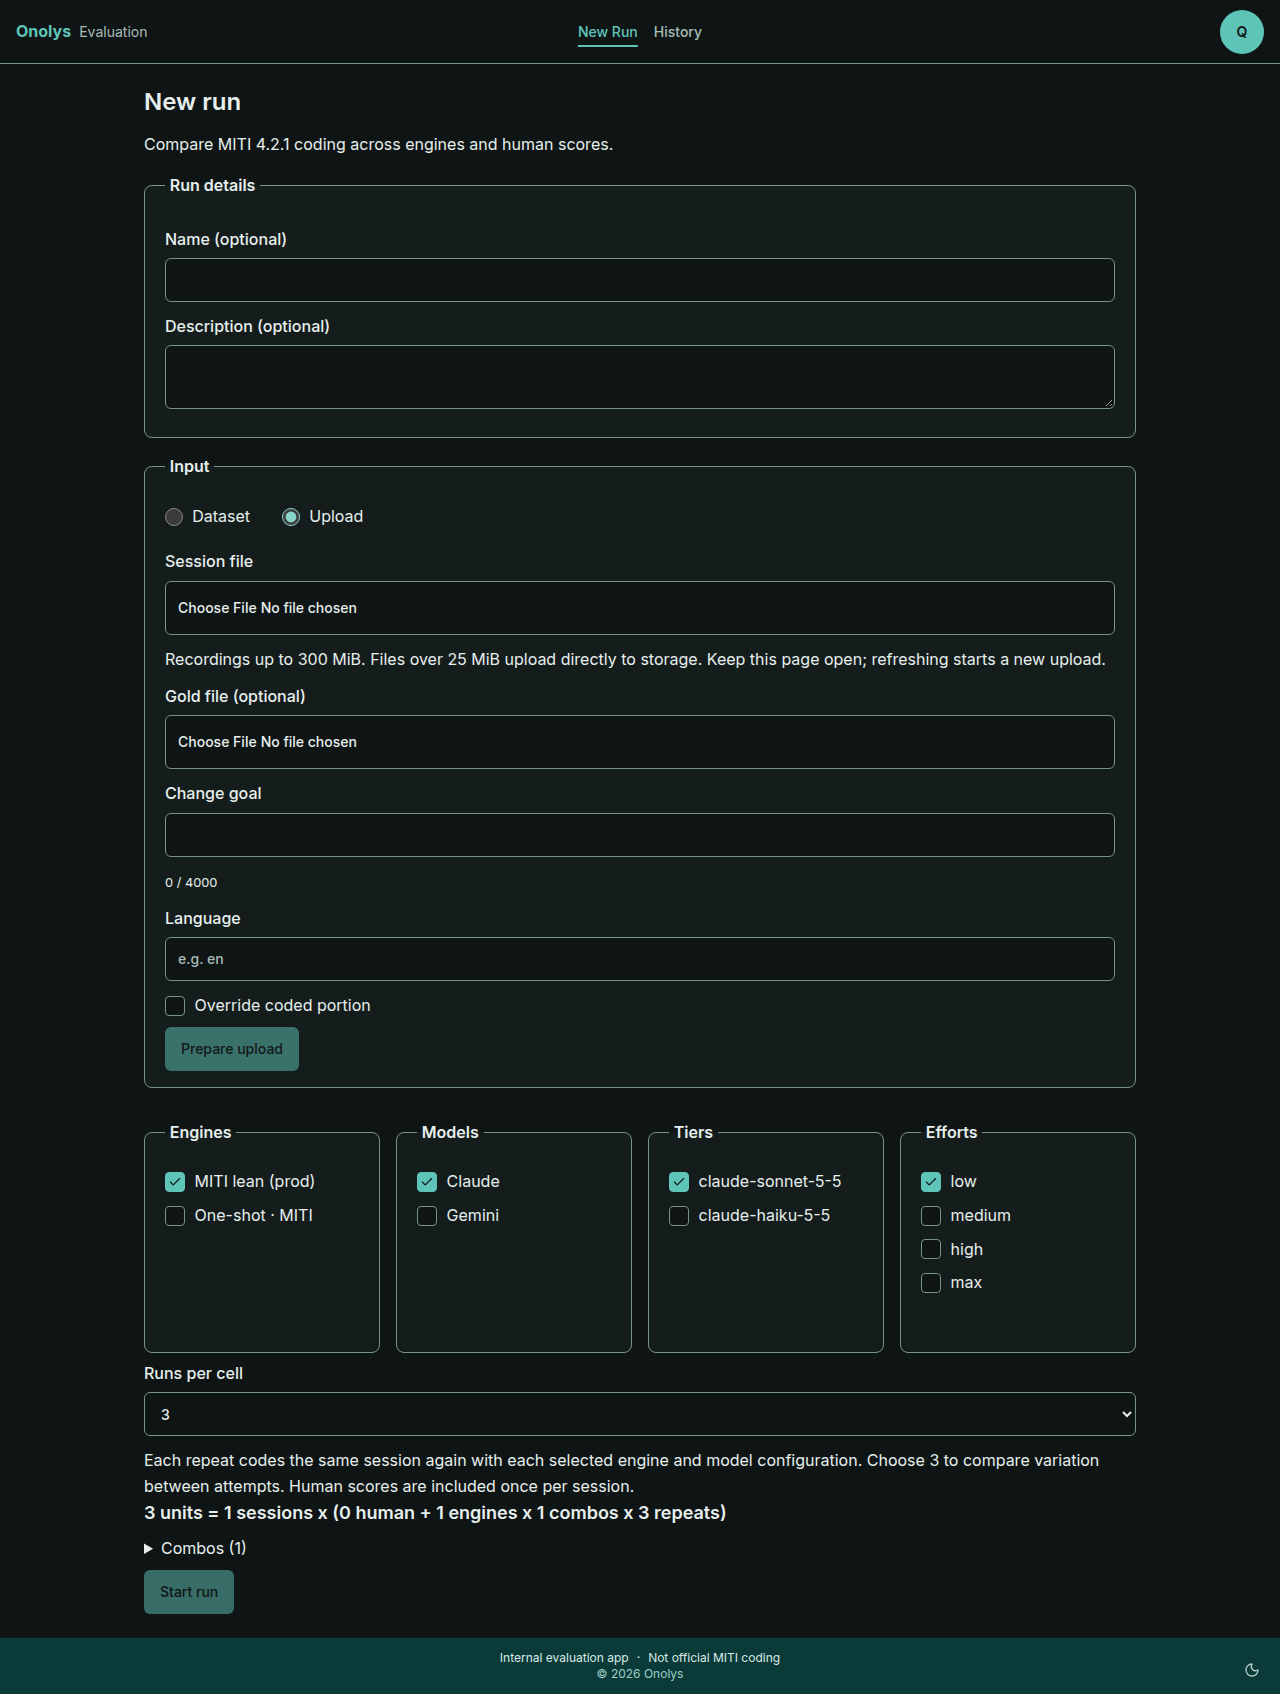 Onolys Evaluation
New Run History
Q
New run
Compare MITI 4.2.1 coding across engines and human scores.
Run details
Name (optional)
Description (optional)
Input
Dataset Upload
Session file
Choose File No file chosen
Recordings up to 300 MiB. Files over 25 MiB upload directly to storage. Keep this page open; refreshing starts a new upload.
Gold file (optional)
Choose File No file chosen
Change goal
0 / 4000
Language
e.g. en
Override coded portion
Prepare upload
Engines
MITI lean (prod)
One-shot · MITI
Models
Claude
Gemini
Tiers
claude-sonnet-5-5
claude-haiku-5-5
Efforts
low
medium
high
max
Runs per cell
3
Each repeat codes the same session again with each selected engine and model configuration. Choose 3 to compare variation
between attempts. Human scores are included once per session.
3 units = 1 sessions x (0 human + 1 engines x 1 combos x 3 repeats)
Combos (1)
Start run
Internal evaluation app · Not official MITI coding
© 2026 Onolys